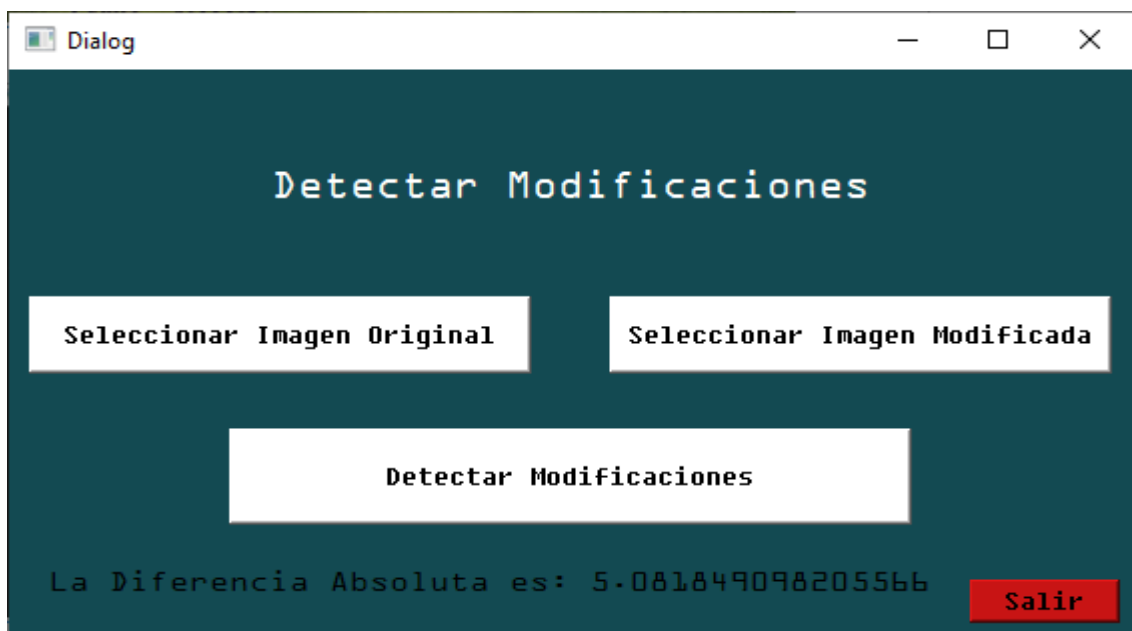 Dialog
Detectar Modificaciones
Seleccionar Imagen Original
Seleccionar Imagen Modificada
Detectar Modificaciones
La Diferencia Absoluta es: 5.081849098205566
Salir